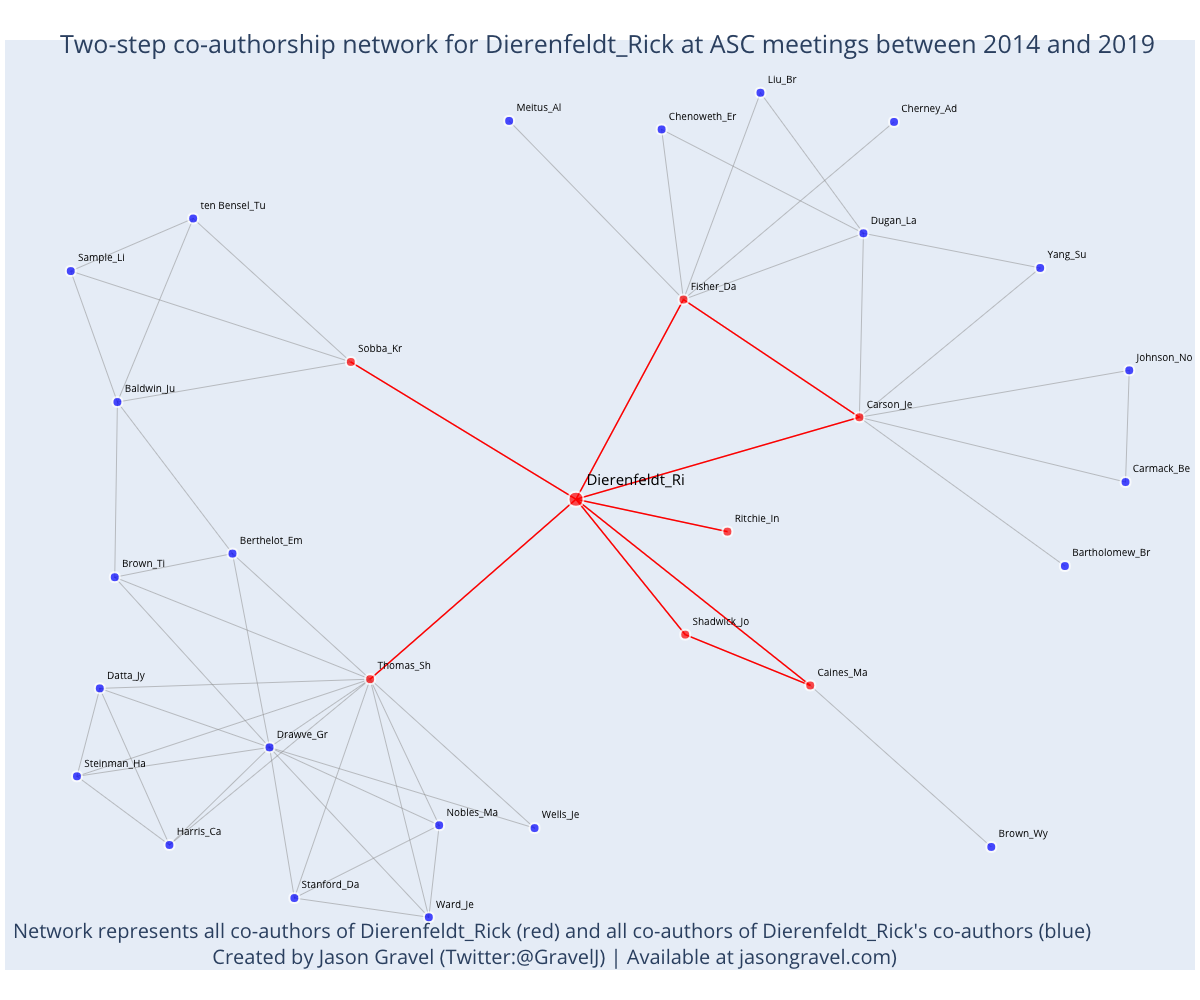 Two-step co-authorship network for Dierenfeldt_Rick at ASC meetings between 2014 and 2019
Liu_Br
Meitus_Al
Cherney_Ad
Chenoweth_Er
ten Bensel_Tu
Dugan_La
Sample_Li
Yang_Su
Fisher_Da
Sobba_Kr
Johnson_No
Baldwin_Ju
Carson_Je
Carmack_Be
Dierenfeldt_Ri
Ritchie_In
Berthelot_Em
Bartholomew_Br
Brown_Ti
Shadwick_Jo
Thomas_Sh
Caines_Ma
Datta_Jy
Drawve_Gr
Steinman_Ha
Nobles_Ma
Wells_Je
Harris_Ca
Brown_Wy
Stanford_Da
Ward_Je
Network represents all co-authors of Dierenfeldt_Rick (red) and all co-authors of Dierenfeldt_Rick's co-authors (blue)
Created by Jason Gravel (Twitter:@GravelJ) | Available at jasongravel.com)